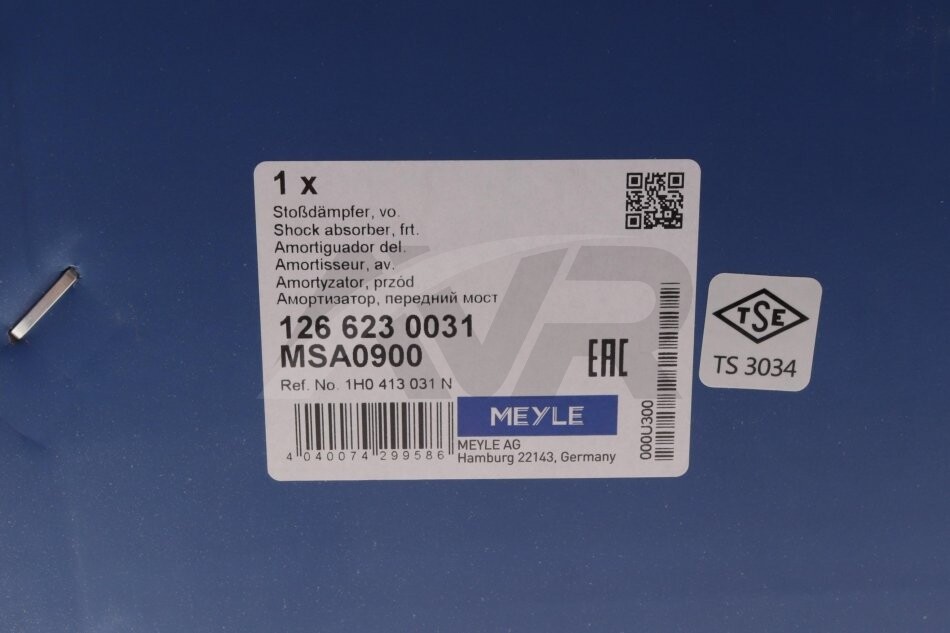 1 x
Stoßdämpfer, vo.
Shock absorber, frt.
Amortiguador del.
Amortisseur, av.
Amortyzator, przód
Амортизатор, передний мост
126 623 0031
MSA0900
EAC
Ref. No. 1H0 413 031 N
MEYLE
MEYLE AG
Hamburg 22143, Germany
4 040074 299586
000U300
TSE
TS 3034